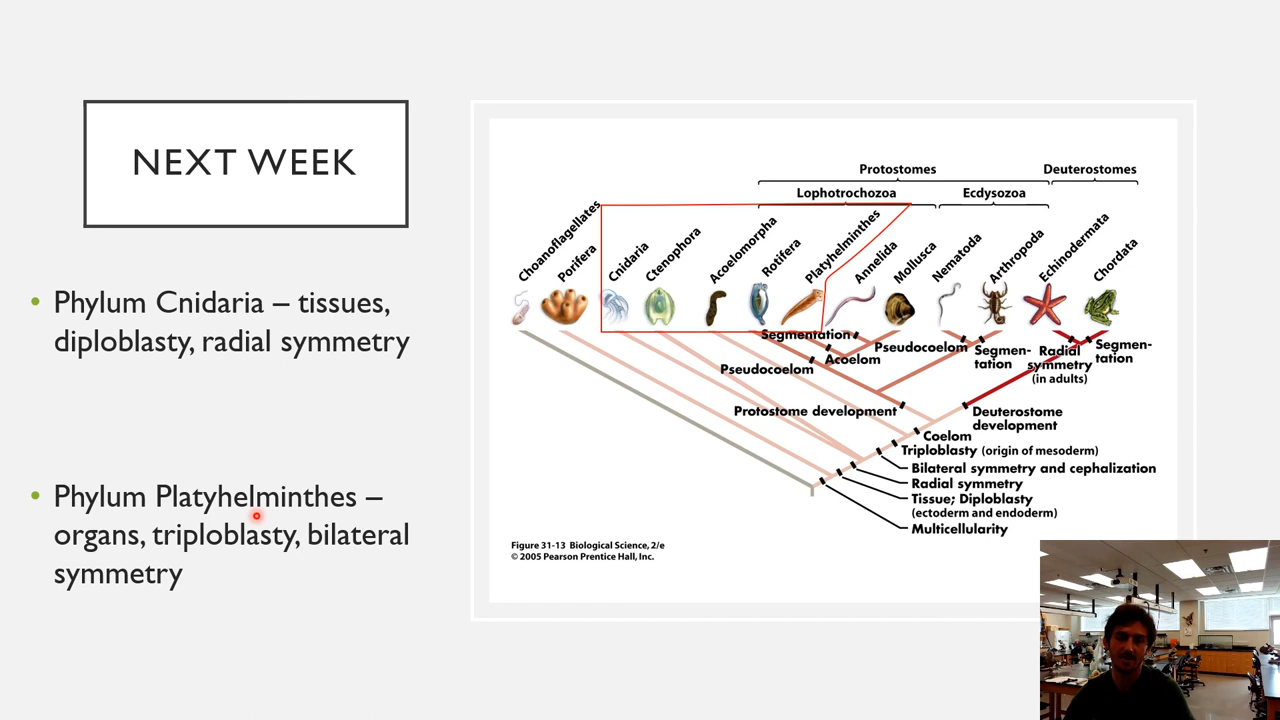 NEXT WEEK
• Phylum Cnidaria – tissues,
diploblasty, radial symmetry
• Phylum Platyhelminthes –
organs, triploblasty, bilateral
symmetry
Protostomes
Deuterostomes
Lophotrochozoa
Ecdysozoa
Choanoflagellates
Porifera
Cnidaria
Ctenophora
Acoelomorpha
Rotifera
Platyhelminthes
Annelida
Mollusca
Nematoda
Arthropoda
Echinodermata
Chordata
Segmentation
Pseudocoelom
Acoelom
Pseudocoelom
Segmen-
tation
Radial
symmetry
(in adults)
Segmen-
tation
Protostome development
Deuterostome
development
Coelom
Triploblasty (origin of mesoderm)
Bilateral symmetry and cephalization
Radial symmetry
Tissue; Diploblasty
(ectoderm and endoderm)
Multicellularity
Figure 31-13 Biological Science, 2/e
© 2005 Pearson Prentice Hall, Inc.